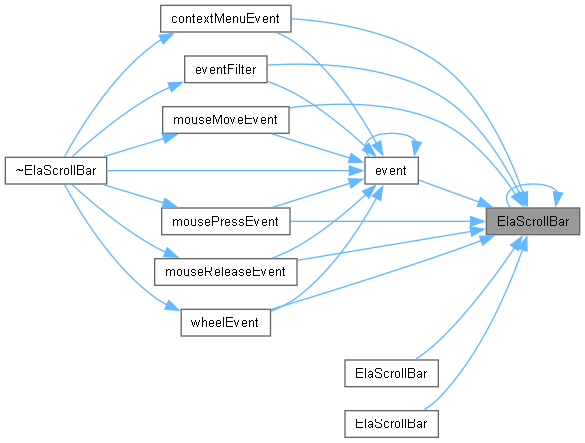 contextMenuEvent
eventFilter
mouseMoveEvent
~ElaScrollBar
event
mousePressEvent
ElaScrollBar
mouseReleaseEvent
wheelEvent
ElaScrollBar
ElaScrollBar